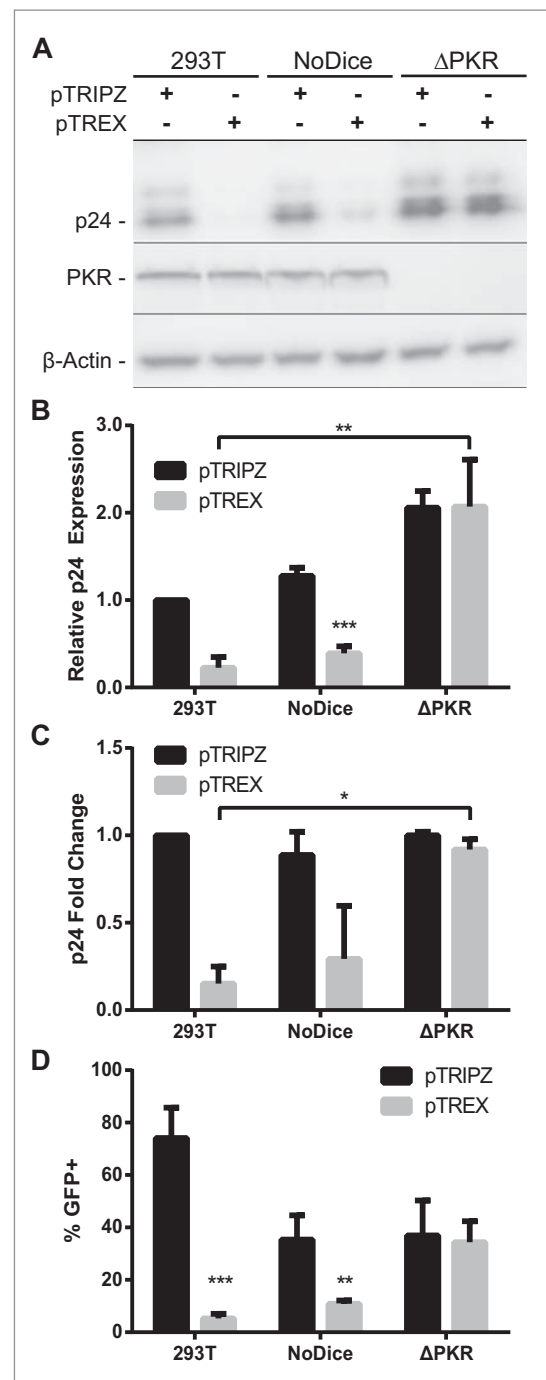 A
293T NoDice ΔPKR
pTRIPZ + - + - + -
pTREX - + - + - +
p24 -
PKR -
β-Actin -
B
Relative p24 Expression
3.0
2.0
1.0
0.0
**
pTRIPZ
pTREX
***
293T NoDice ΔPKR
C
p24 Fold Change
1.5
1.0
0.5
0.0
pTRIPZ
pTREX
*
293T NoDice ΔPKR
D
% GFP+
100
80
60
40
20
0
pTRIPZ
pTREX
*** **
293T NoDice ΔPKR